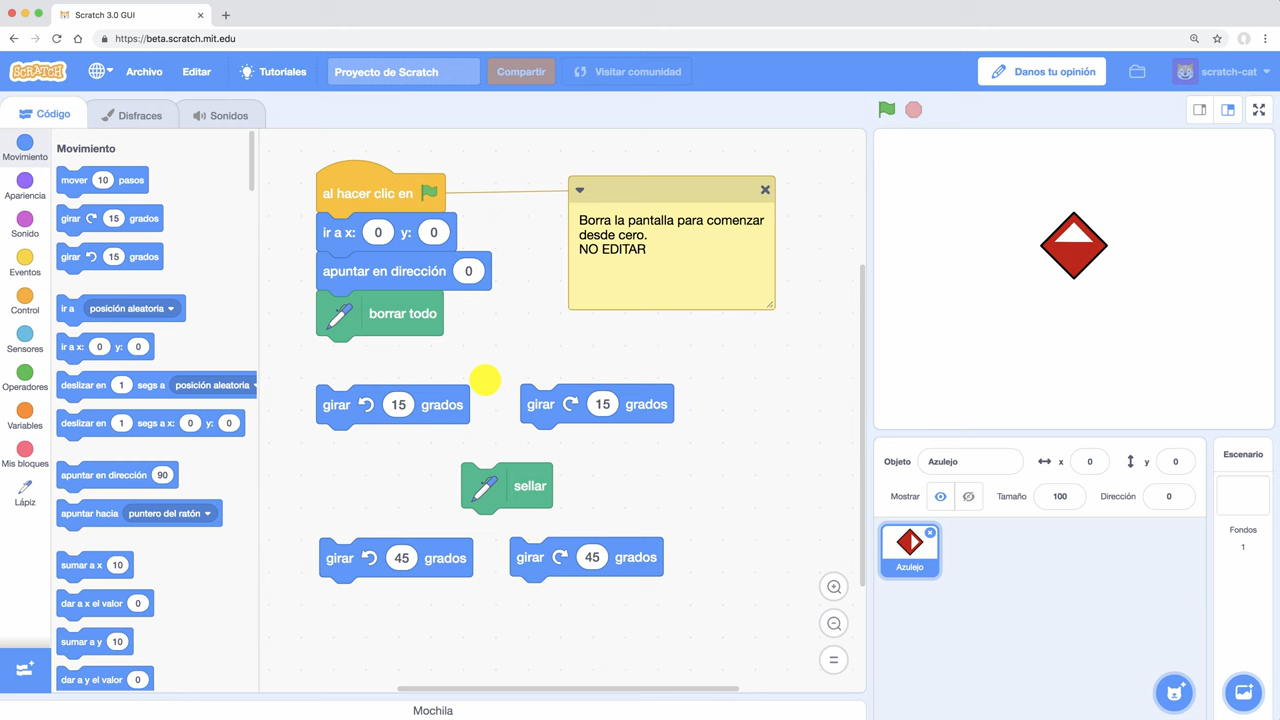 Scratch 3.0 GUI
https://beta.scratch.mit.edu
SCRATCH
Archivo
Editar
Tutoriales
Proyecto de Scratch
Compartir
Visitar comunidad
Danos tu opinión
scratch-cat
Código
Disfraces
Sonidos
Movimiento
Apariencia
Sonido
Eventos
Control
Sensores
Operadores
Variables
Mis bloques
Lápiz
Movimiento
mover 10 pasos
girar 15 grados
girar 15 grados
ir a posición aleatoria
ir a x: 0 y: 0
deslizar en 1 segs a posición aleatoria
deslizar en 1 segs a x: 0 y: 0
apuntar en dirección 90
apuntar hacia puntero del ratón
sumar a x 10
dar a x el valor 0
sumar a y 10
dar a y el valor 0
al hacer clic en
ir a x: 0 y: 0
apuntar en dirección 0
borrar todo
Borra la pantalla para comenzar
desde cero.
NO EDITAR
girar 15 grados
girar 15 grados
sellar
girar 45 grados
girar 45 grados
Mochila
Objeto Azulejo x 0 y 0
Mostrar Tamaño 100 Dirección 0
Azulejo
Escenario
Fondos
1